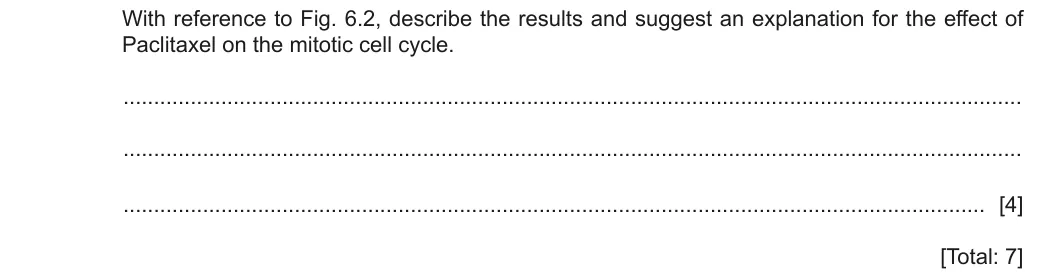 With reference to Fig. 6.2, describe the results and suggest an explanation for the effect of
Paclitaxel on the mitotic cell cycle.
....................................................................................................................................................
....................................................................................................................................................
.............................................................................................................................................. [4]
[Total: 7]